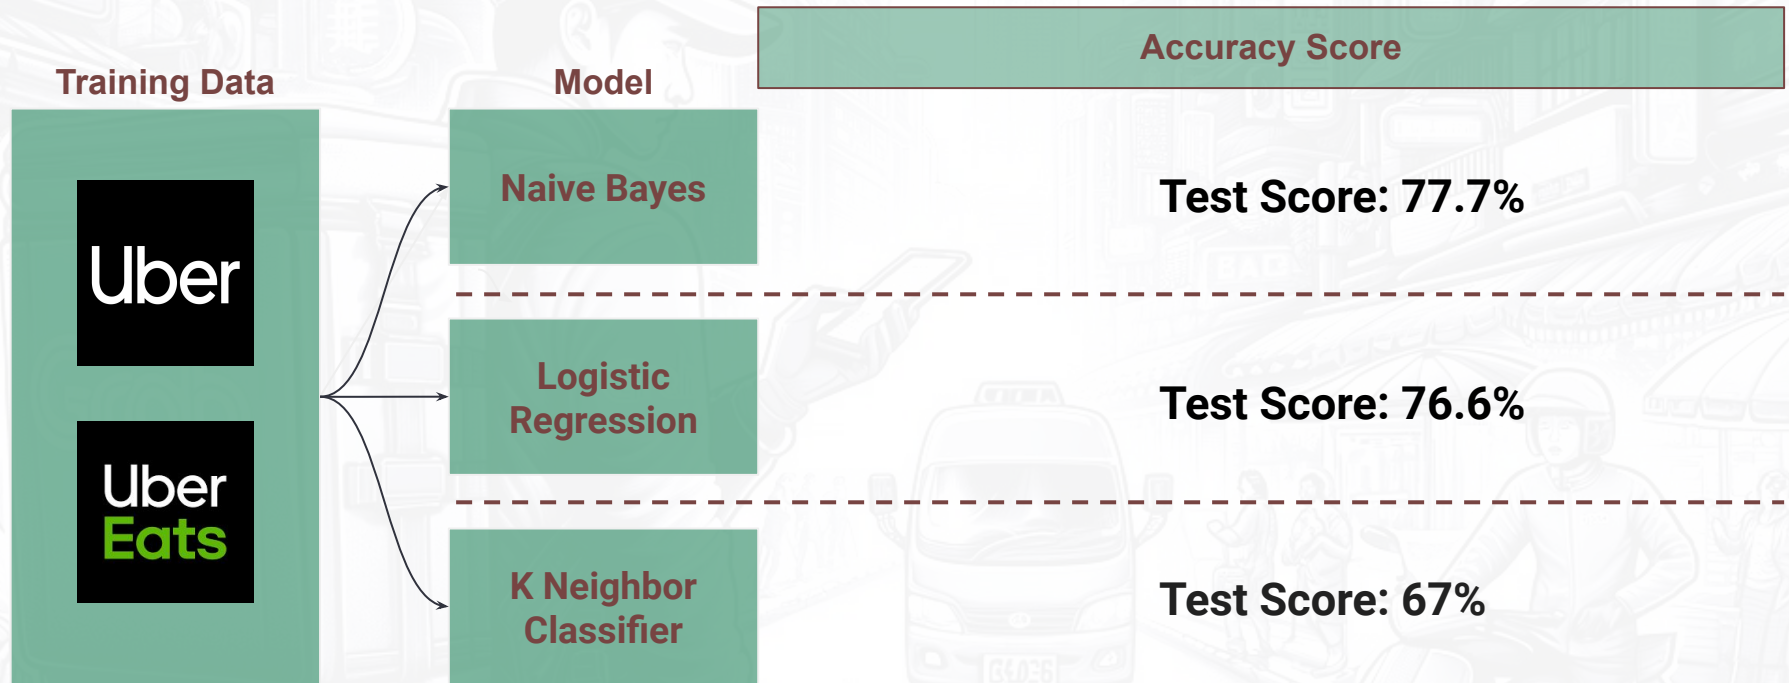 Accuracy Score
Training Data
Model
Uber
Uber
Eats
Naive Bayes
Test Score: 77.7%
Logistic
Regression
Test Score: 76.6%
K Neighbor
Classifier
Test Score: 67%